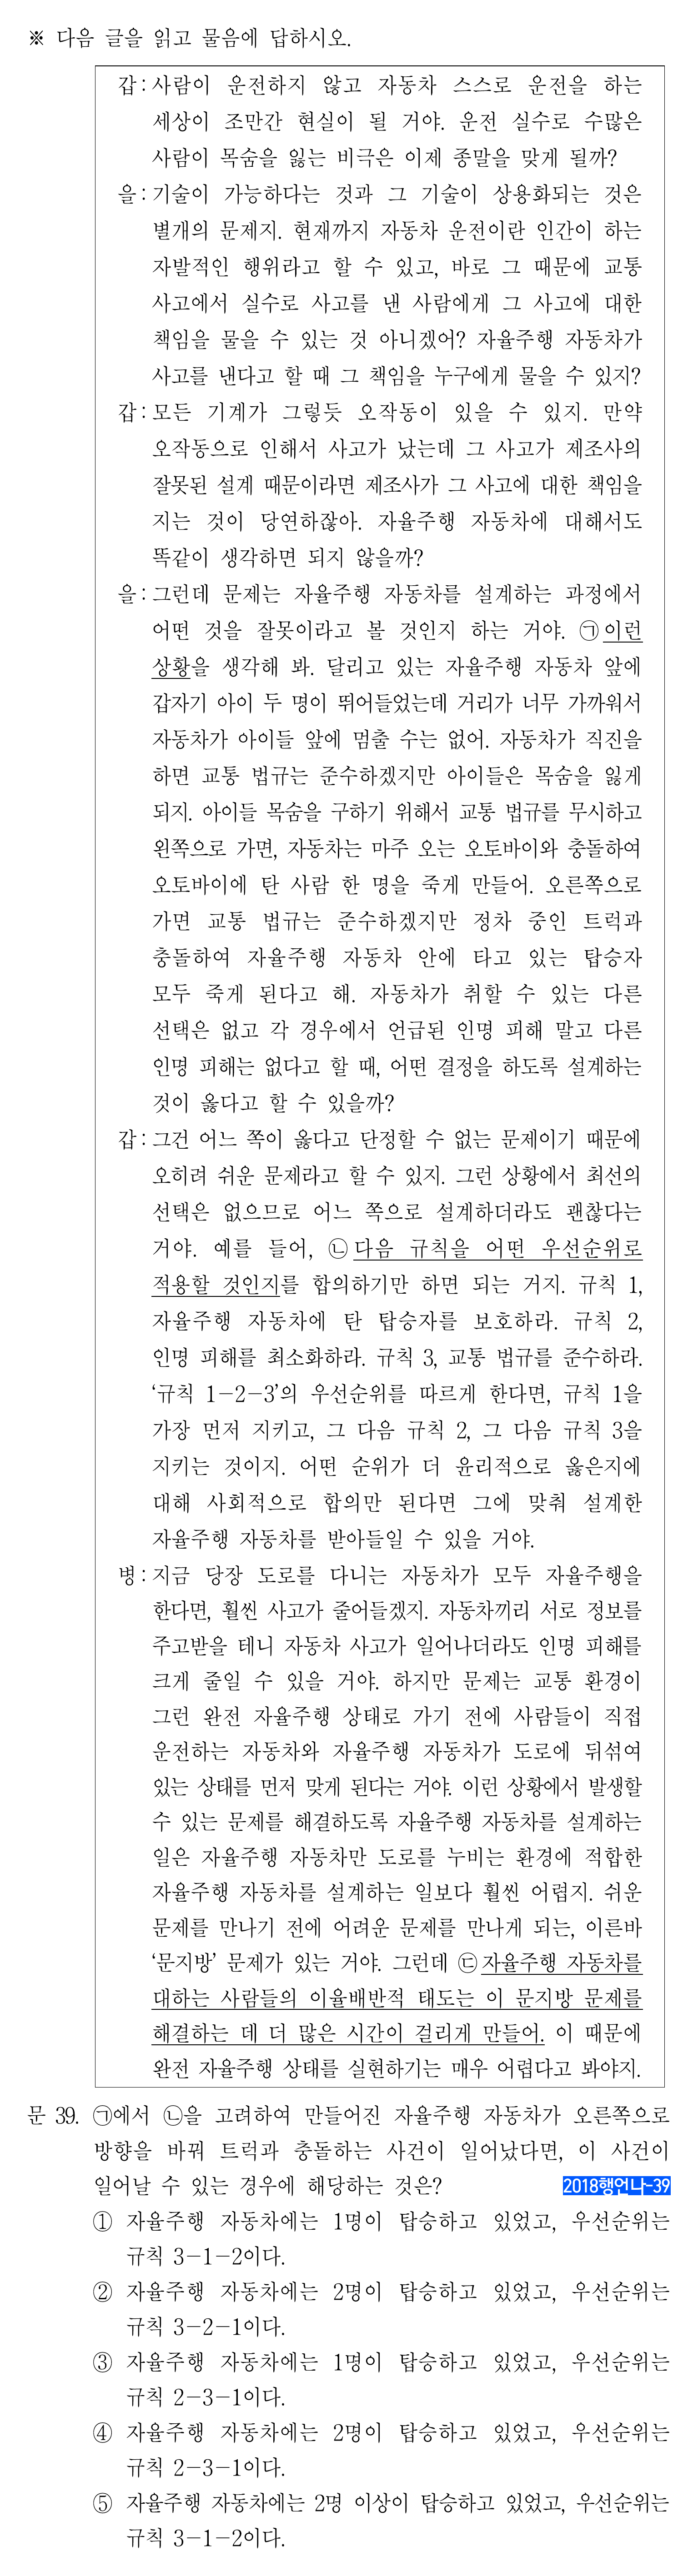 ※ 다음 글을 읽고 물음에 답하시오.
갑: 사람이 운전하지 않고 자동차 스스로 운전을 하는
세상이 조만간 현실이 될 거야. 운전 실수로 수많은
사람이 목숨을 잃는 비극은 이제 종말을 맞게 될까?
을: 기술이 가능하다는 것과 그 기술이 상용화되는 것은
별개의 문제지. 현재까지 자동차 운전이란 인간이 하는
자발적인 행위라고 할 수 있고, 바로 그 때문에 교통
사고에서 실수로 사고를 낸 사람에게 그 사고에 대한
책임을 물을 수 있는 것 아니겠어? 자율주행 자동차가
사고를 낸다고 할 때 그 책임을 누구에게 물을 수 있지?
갑: 모든 기계가 그렇듯 오작동이 있을 수 있지. 만약
오작동으로 인해서 사고가 났는데 그 사고가 제조사의
잘못된 설계 때문이라면 제조사가 그 사고에 대한 책임을
지는 것이 당연하잖아. 자율주행 자동차에 대해서도
똑같이 생각하면 되지 않을까?
을: 그런데 문제는 자율주행 자동차를 설계하는 과정에서
어떤 것을 잘못이라고 볼 것인지 하는 거야. ㉠이런
상황을 생각해 봐. 달리고 있는 자율주행 자동차 앞에
갑자기 아이 두 명이 뛰어들었는데 거리가 너무 가까워서
자동차가 아이들 앞에 멈출 수는 없어. 자동차가 직진을
하면 교통 법규는 준수하겠지만 아이들은 목숨을 잃게
되지. 아이들 목숨을 구하기 위해서 교통 법규를 무시하고
왼쪽으로 가면, 자동차는 마주 오는 오토바이와 충돌하여
오토바이에 탄 사람 한 명을 죽게 만들어. 오른쪽으로
가면 교통 법규는 준수하겠지만 정차 중인 트럭과
충돌하여 자율주행 자동차 안에 타고 있는 탑승자
모두 죽게 된다고 해. 자동차가 취할 수 있는 다른
선택은 없고 각 경우에서 언급된 인명 피해 말고 다른
인명 피해는 없다고 할 때, 어떤 결정을 하도록 설계하는
것이 옳다고 할 수 있을까?
갑: 그건 어느 쪽이 옳다고 단정할 수 없는 문제이기 때문에
오히려 쉬운 문제라고 할 수 있지. 그런 상황에서 최선의
선택은 없으므로 어느 쪽으로 설계하더라도 괜찮다는
거야. 예를 들어, ㉡다음 규칙을 어떤 우선순위로
적용할 것인지를 합의하기만 하면 되는 거지. 규칙 1,
자율주행 자동차에 탄 탑승자를 보호하라. 규칙 2,
인명 피해를 최소화하라. 규칙 3, 교통 법규를 준수하라.
‘규칙 1-2-3’의 우선순위를 따르게 한다면, 규칙 1을
가장 먼저 지키고, 그 다음 규칙 2, 그 다음 규칙 3을
지키는 것이지. 어떤 순위가 더 윤리적으로 옳은지에
대해 사회적으로 합의만 된다면 그에 맞춰 설계한
자율주행 자동차를 받아들일 수 있을 거야.
병: 지금 당장 도로를 다니는 자동차가 모두 자율주행을
한다면, 훨씬 사고가 줄어들겠지. 자동차끼리 서로 정보를
주고받을 테니 자동차 사고가 일어나더라도 인명 피해를
크게 줄일 수 있을 거야. 하지만 문제는 교통 환경이
그런 완전 자율주행 상태로 가기 전에 사람들이 직접
운전하는 자동차와 자율주행 자동차가 도로에 뒤섞여
있는 상태를 먼저 맞게 된다는 거야. 이런 상황에서 발생할
수 있는 문제를 해결하도록 자율주행 자동차를 설계하는
일은 자율주행 자동차만 도로를 누비는 환경에 적합한
자율주행 자동차를 설계하는 일보다 훨씬 어렵지. 쉬운
문제를 만나기 전에 어려운 문제를 만나게 되는, 이른바
‘문지방’ 문제가 있는 거야. 그런데 ㉢자율주행 자동차를
대하는 사람들의 이율배반적 태도는 이 문지방 문제를
해결하는 데 더 많은 시간이 걸리게 만들어. 이 때문에
완전 자율주행 상태를 실현하기는 매우 어렵다고 봐야지.
문 39. ㉠에서 ㉡을 고려하여 만들어진 자율주행 자동차가 오른쪽으로
방향을 바꿔 트럭과 충돌하는 사건이 일어났다면, 이 사건이
일어날 수 있는 경우에 해당하는 것은? 2018행언나-39
① 자율주행 자동차에는 1명이 탑승하고 있었고, 우선순위는
규칙 3-1-2이다.
② 자율주행 자동차에는 2명이 탑승하고 있었고, 우선순위는
규칙 3-2-1이다.
③ 자율주행 자동차에는 1명이 탑승하고 있었고, 우선순위는
규칙 2-3-1이다.
④ 자율주행 자동차에는 2명이 탑승하고 있었고, 우선순위는
규칙 2-3-1이다.
⑤ 자율주행 자동차에는 2명 이상이 탑승하고 있었고, 우선순위는
규칙 3-1-2이다.